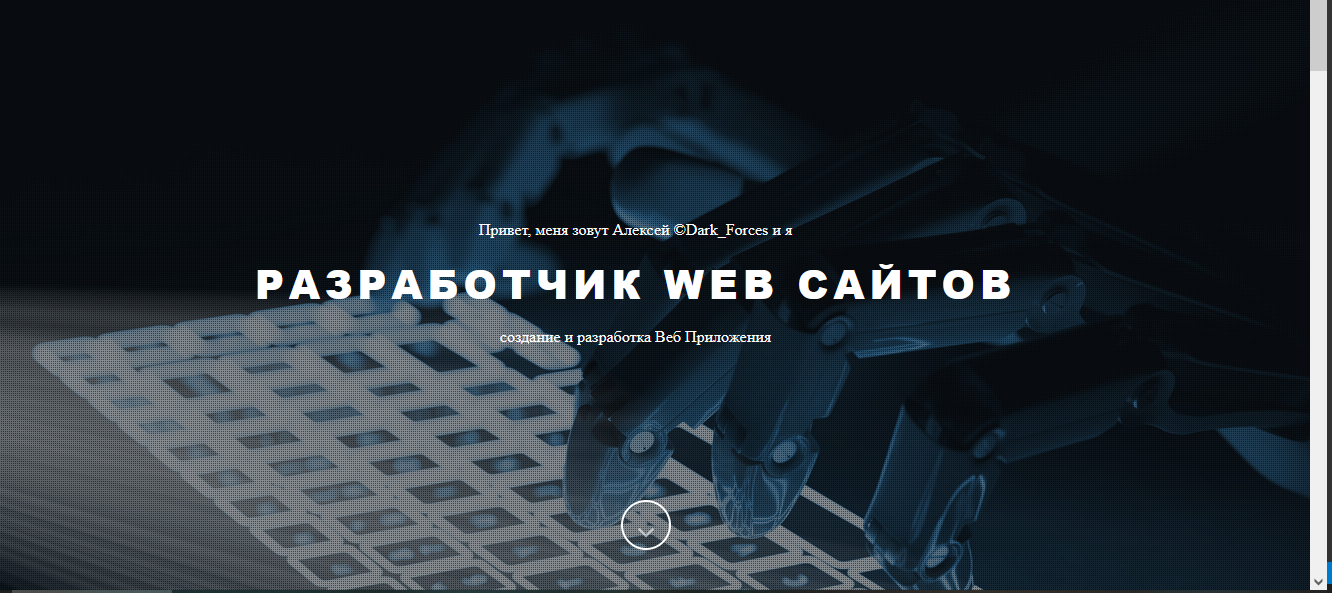 Привет, меня зовут Алексей ©Dark_Forces и я
РАЗРАБОТЧИК WEB САЙТОВ
создание и разработка Веб Приложения